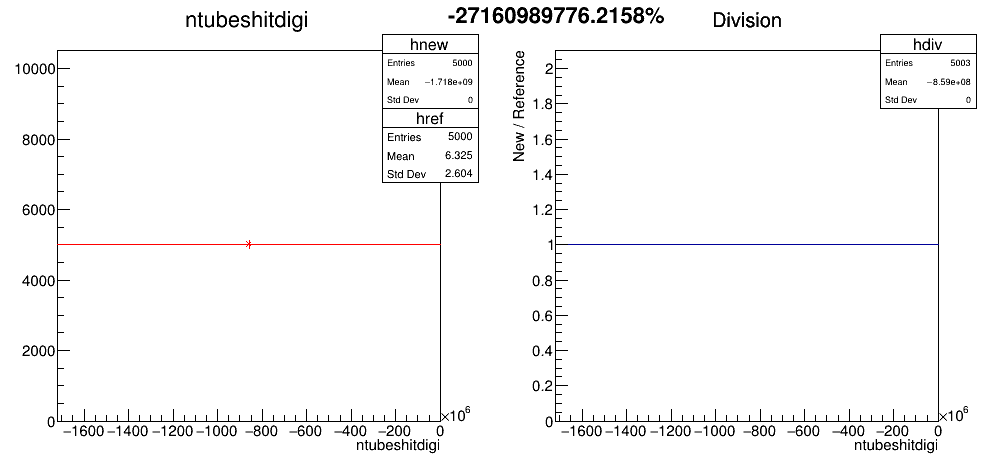 ntubeshitdigi
-27160989776.2158%
Division
hnew
Entries 5000
Mean −1.718e+09
Std Dev 0
href
Entries 5000
Mean 6.325
Std Dev 2.604
10000
8000
6000
4000
2000
0
−1600 −1400 −1200 −1000 −800 −600 −400 −200 0
×10⁶
ntubeshitdigi
hdiv
Entries 5003
Mean −8.59e+08
Std Dev 0
New / Reference
2
1.8
1.6
1.4
1.2
1
0.8
0.6
0.4
0.2
0
−1600 −1400 −1200 −1000 −800 −600 −400 −200 0
×10⁶
ntubeshitdigi